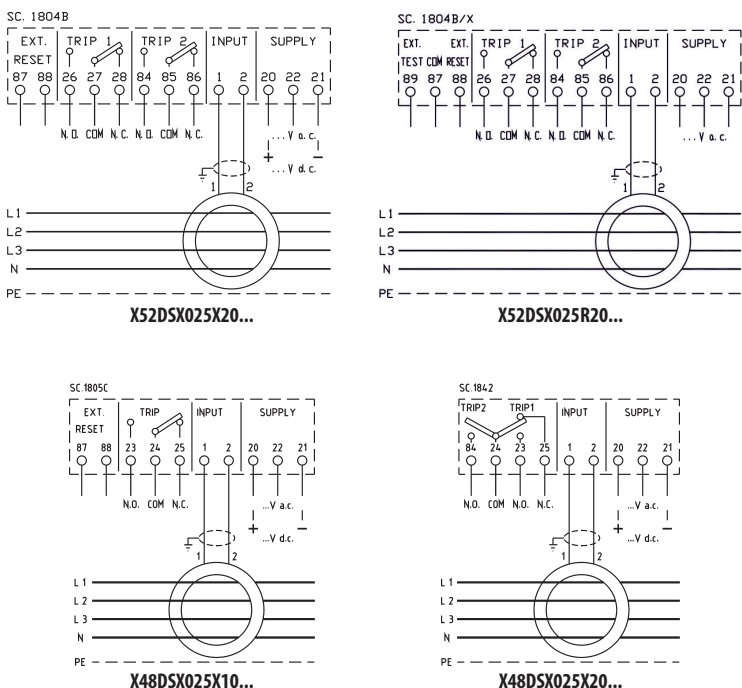 SC. 1804B
EXT. RESET TRIP 1 TRIP 2 INPUT SUPPLY
87 88 26 27 28 84 85 86 1 2 20 22 21
N.O. COM N.C. N.O. COM N.C. ...V a.c.
+ ...V d.c. −
1 2
L1
L2
L3
N
PE
X52DSX025X20...
SC. 1804B/X
EXT. EXT. TRIP 1 TRIP 2 INPUT SUPPLY
TEST COM RESET
89 87 88 26 27 28 84 85 86 1 2 20 22 21
N.O. COM N.C. N.O. COM N.C. ...V a.c.
1 2
L1
L2
L3
N
PE
X52DSX025R20...
SC.1805C
EXT. RESET TRIP INPUT SUPPLY
87 88 23 24 25 1 2 20 22 21
N.O. COM N.C. ...V a.c.
+ ...V d.c. −
1 2
L 1
L 2
L 3
N
PE
X48DSX025X10...
SC.1842
TRIP2 TRIP1 INPUT SUPPLY
84 24 23 25 1 2 20 22 21
N.O. COM N.O. N.C. ...V a.c.
+ ...V d.c. −
1 2
L 1
L 2
L 3
N
PE
X48DSX025X20...